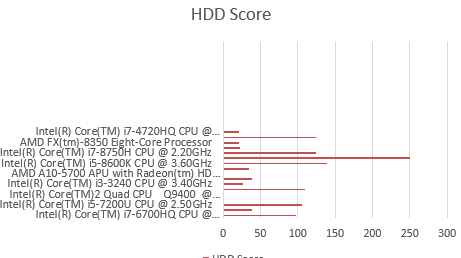 HDD Score
Intel(R) Core(TM) i7-4720HQ CPU @...
AMD FX(tm)-8350 Eight-Core Processor
Intel(R) Core(TM) i7-8750H CPU @ 2.20GHz
Intel(R) Core(TM) i5-8600K CPU @ 3.60GHz
AMD A10-5700 APU with Radeon(tm) HD...
Intel(R) Core(TM) i3-3240 CPU @ 3.40GHz
Intel(R) Core(TM)2 Quad CPU Q9400 @...
Intel(R) Core(TM) i5-7200U CPU @ 2.50GHz
Intel(R) Core(TM) i7-6700HQ CPU @...
0 50 100 150 200 250 300
HDD Score